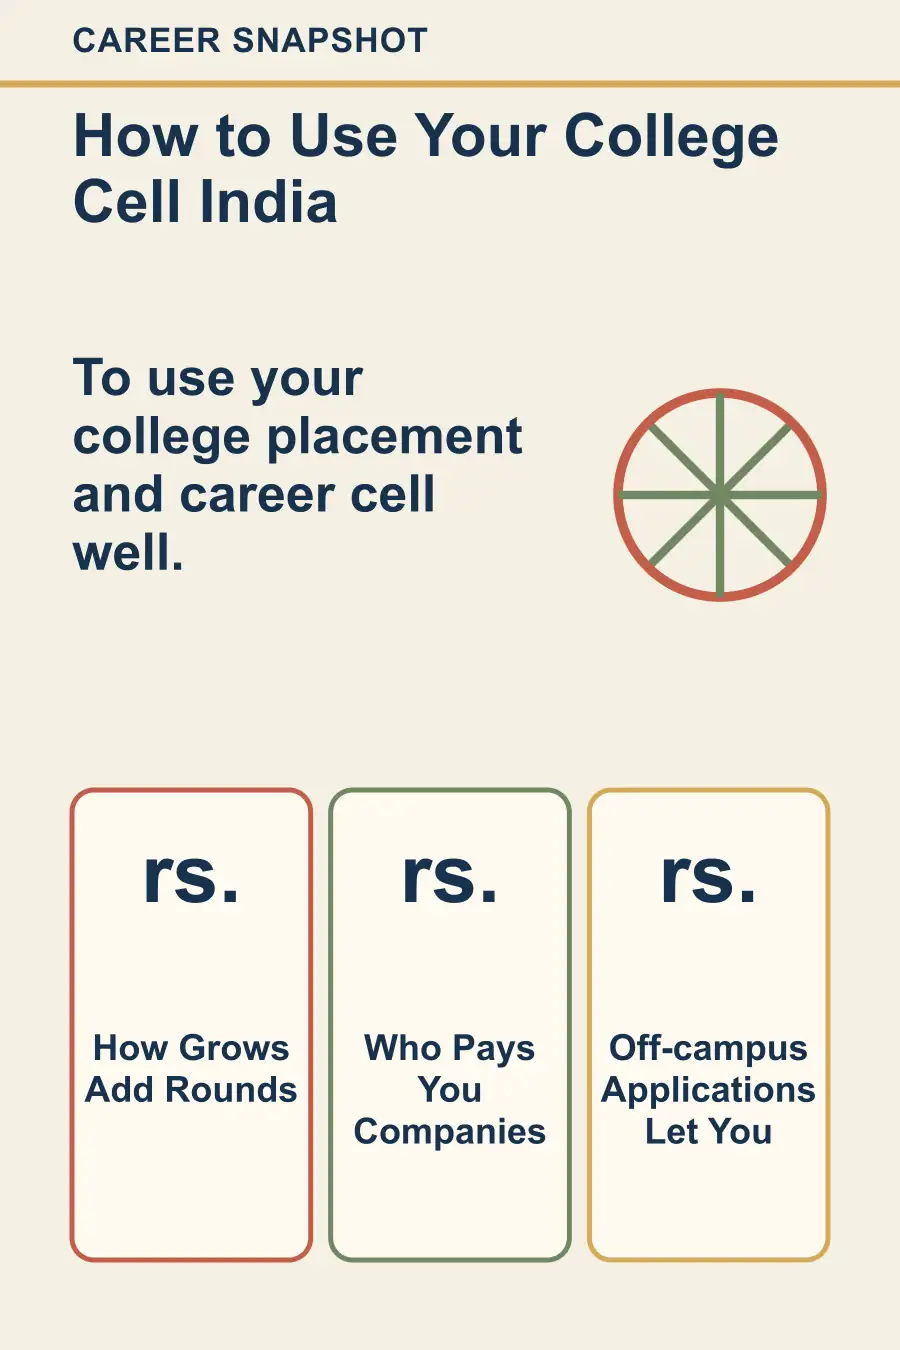 CAREER SNAPSHOT
How to Use Your College
Cell India
To use your
college placement
and career cell
well.
rs.
How Grows
Add Rounds
rs.
Who Pays
You
Companies
rs.
Off-campus
Applications
Let You